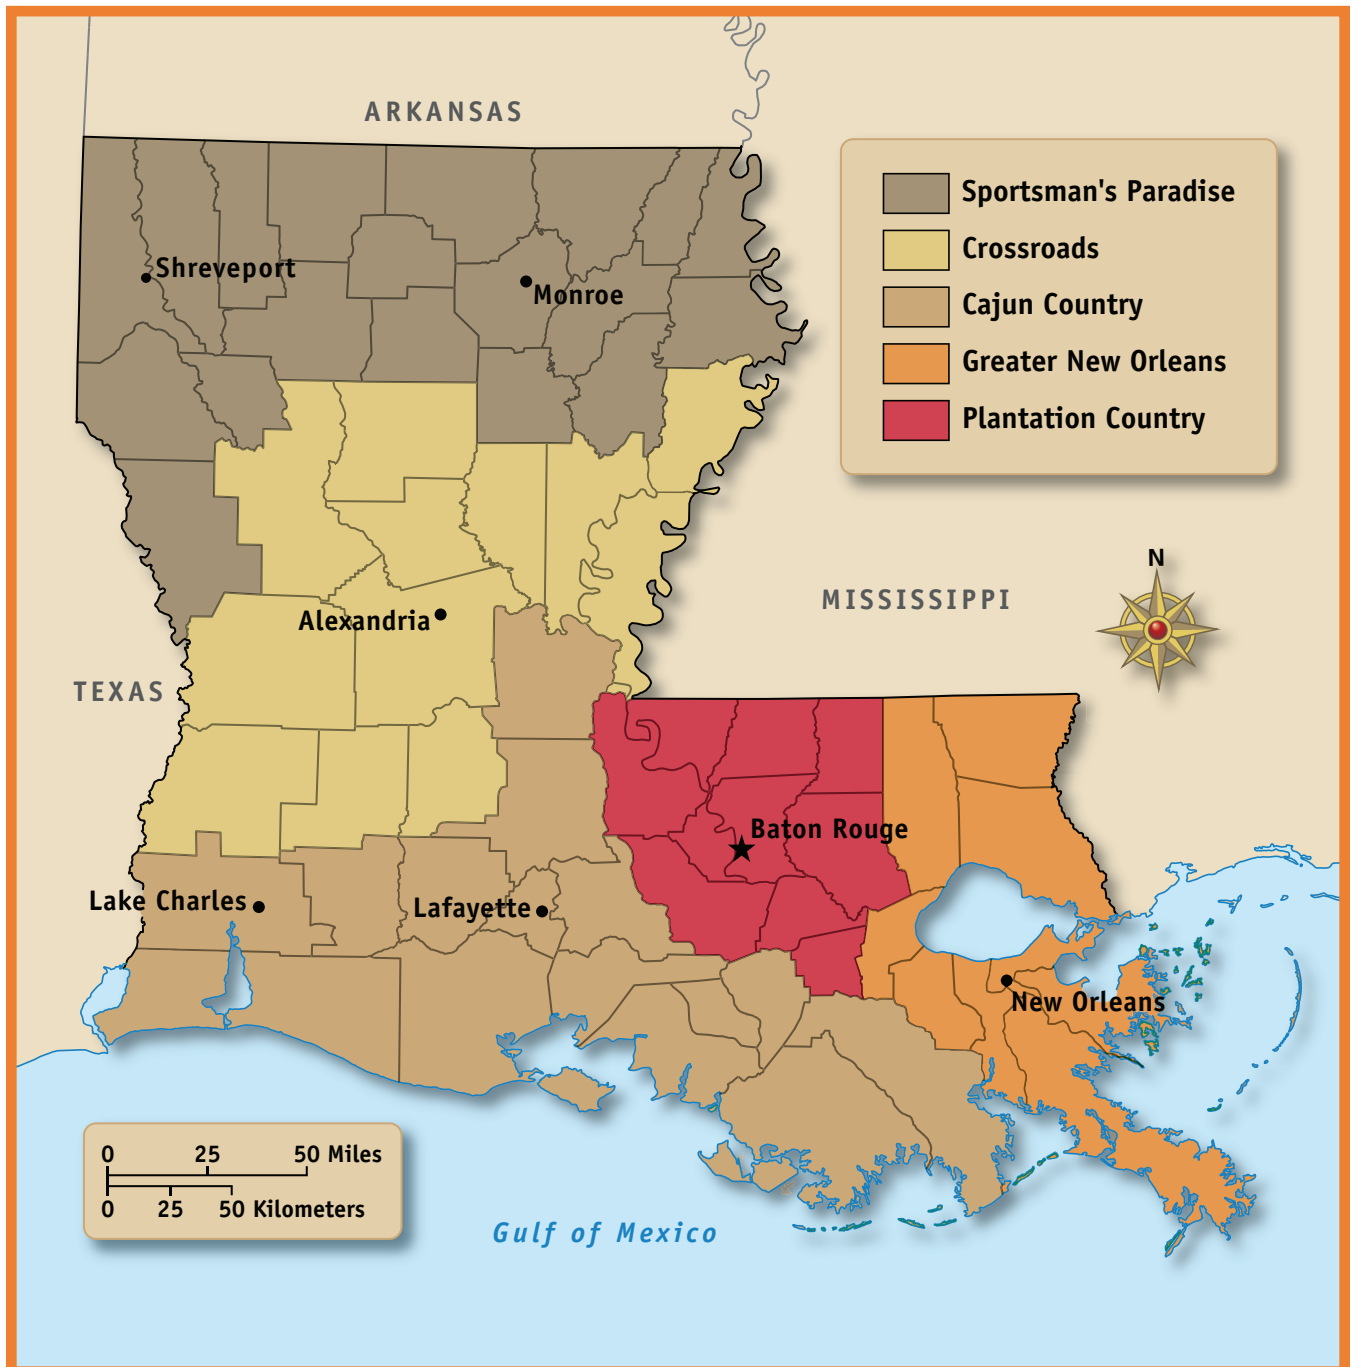 ARKANSAS
Sportsman's Paradise
Crossroads
Cajun Country
Greater New Orleans
Plantation Country
Shreveport
Monroe
N
MISSISSIPPI
Alexandria
TEXAS
Baton Rouge
Lake Charles
Lafayette
New Orleans
0 25 50 Miles
0 25 50 Kilometers
Gulf of Mexico